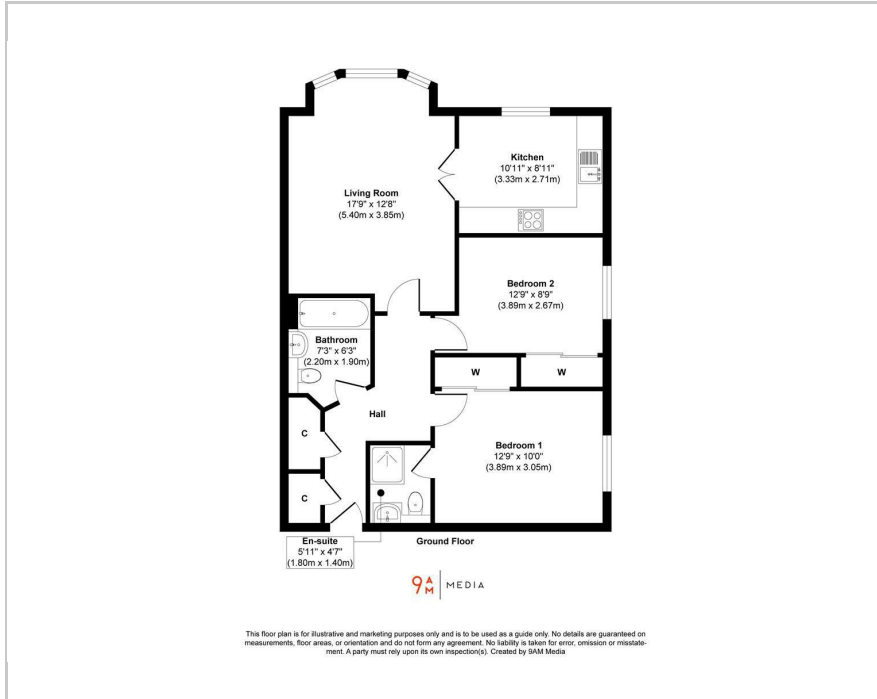 Kitchen
10'11" x 8'11"
(3.33m x 2.71m)
Living Room
17'9" x 12'8"
(5.40m x 3.85m)
Bedroom 2
12'9" x 8'9"
(3.89m x 2.67m)
Bathroom
7'3" x 6'3"
(2.20m x 1.90m)
W
W
Hall
C
Bedroom 1
12'9" x 10'0"
(3.89m x 3.05m)
C
En-suite
5'11" x 4'7"
(1.80m x 1.40m)
Ground Floor
9AM MEDIA
This floor plan is for illustrative and marketing purposes only and is to be used as a guide only. No details are guaranteed on
measurements, floor areas, or orientation and do not form any agreement. No liability is taken for error, omission or misstate-
ment. A party must rely upon its own inspection(s). Created by 9AM Media